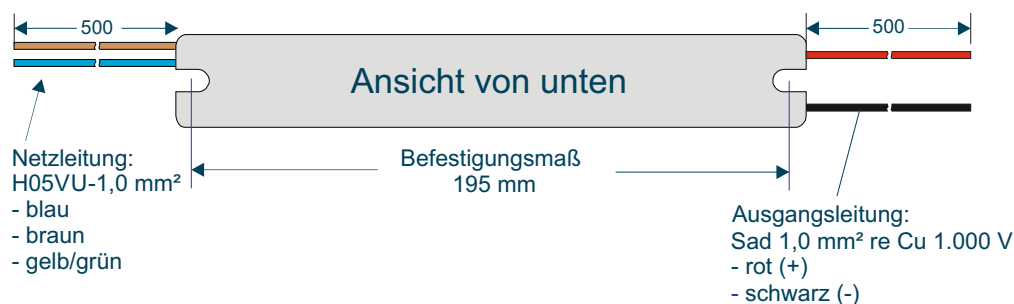 500
500
Ansicht von unten
Netzleitung:
H05VU-1,0 mm²
- blau
- braun
- gelb/grün
Befestigungsmaß
195 mm
Ausgangsleitung:
Sad 1,0 mm² re Cu 1.000 V
- rot (+)
- schwarz (-)